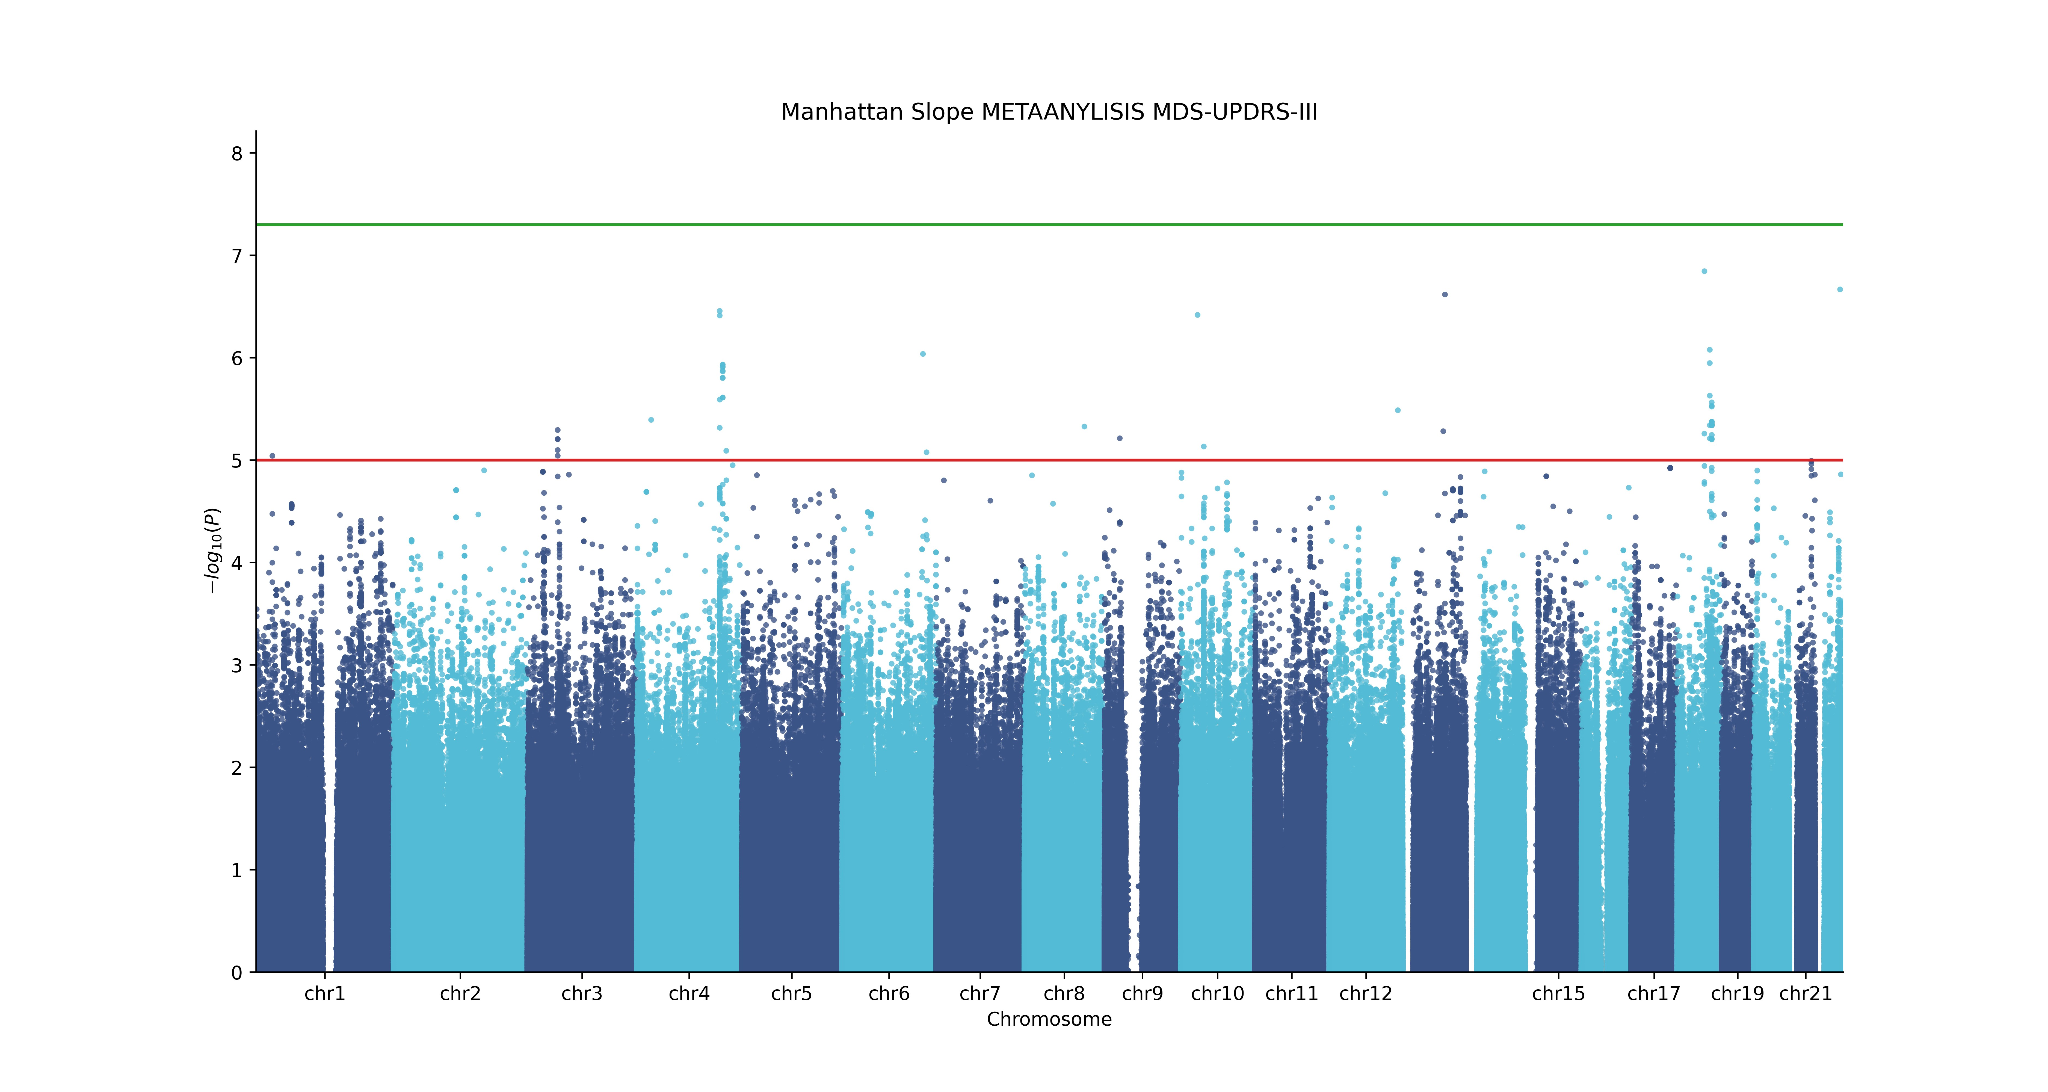 Manhattan Slope METAANYLISIS MDS-UPDRS-III
8
7
6
5
4
3
2
1
0
−log10(P)
chr1 chr2 chr3 chr4 chr5 chr6 chr7 chr8 chr9 chr10 chr11 chr12 chr15 chr17 chr19 chr21
Chromosome